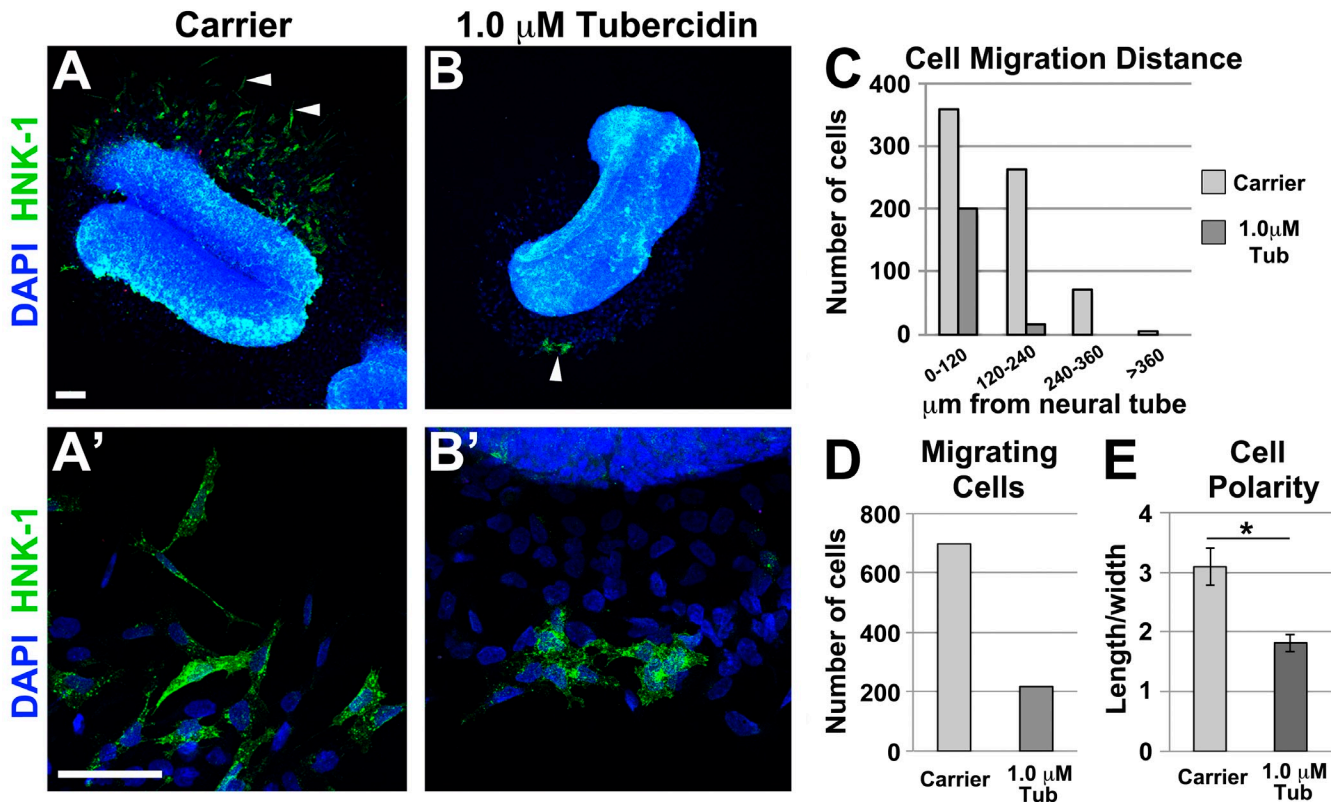 Carrier
1.0 μM Tubercidin
DAPI HNK-1
A
B
DAPI HNK-1
A’
B’
C Cell Migration Distance
Number of cells
400
300
200
100
0
0-120
120-240
240-360
>360
μm from neural tube
Carrier
1.0μM
Tub
D Migrating
Cells
Number of cells
800
600
400
200
0
Carrier
1.0 μM
Tub
E Cell
Polarity
Length/width
4
3
2
1
0
*
Carrier
1.0 μM
Tub